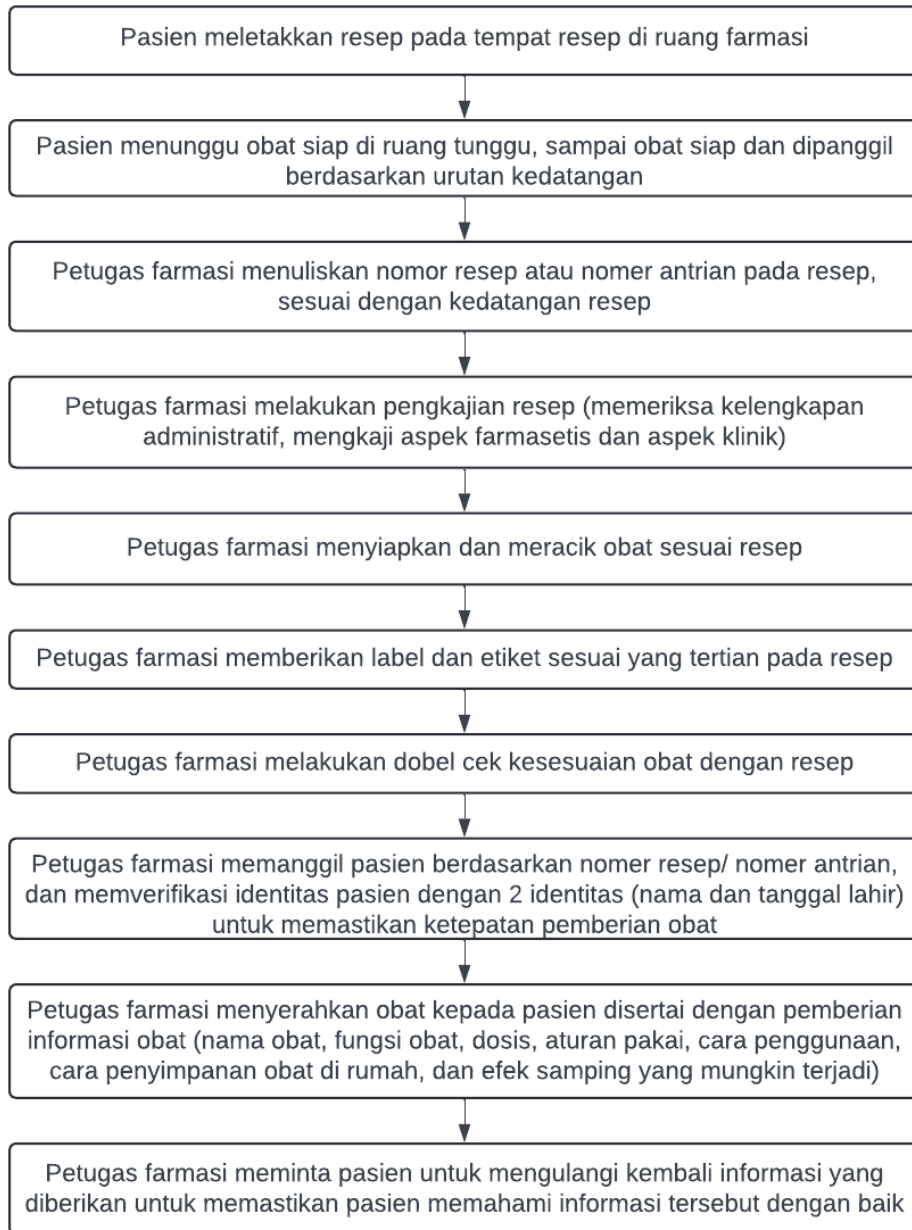 Pasien meletakkan resep pada tempat resep di ruang farmasi
Pasien menunggu obat siap di ruang tunggu, sampai obat siap dan dipanggil
berdasarkan urutan kedatangan
Petugas farmasi menuliskan nomor resep atau nomer antrian pada resep,
sesuai dengan kedatangan resep
Petugas farmasi melakukan pengkajian resep (memeriksa kelengkapan
administratif, mengkaji aspek farmasetis dan aspek klinik)
Petugas farmasi menyiapkan dan meracik obat sesuai resep
Petugas farmasi memberikan label dan etiket sesuai yang tertian pada resep
Petugas farmasi melakukan dobel cek kesesuaian obat dengan resep
Petugas farmasi memanggil pasien berdasarkan nomer resep/ nomer antrian,
dan memverifikasi identitas pasien dengan 2 identitas (nama dan tanggal lahir)
untuk memastikan ketepatan pemberian obat
Petugas farmasi menyerahkan obat kepada pasien disertai dengan pemberian
informasi obat (nama obat, fungsi obat, dosis, aturan pakai, cara penggunaan,
cara penyimpanan obat di rumah, dan efek samping yang mungkin terjadi)
Petugas farmasi meminta pasien untuk mengulangi kembali informasi yang
diberikan untuk memastikan pasien memahami informasi tersebut dengan baik